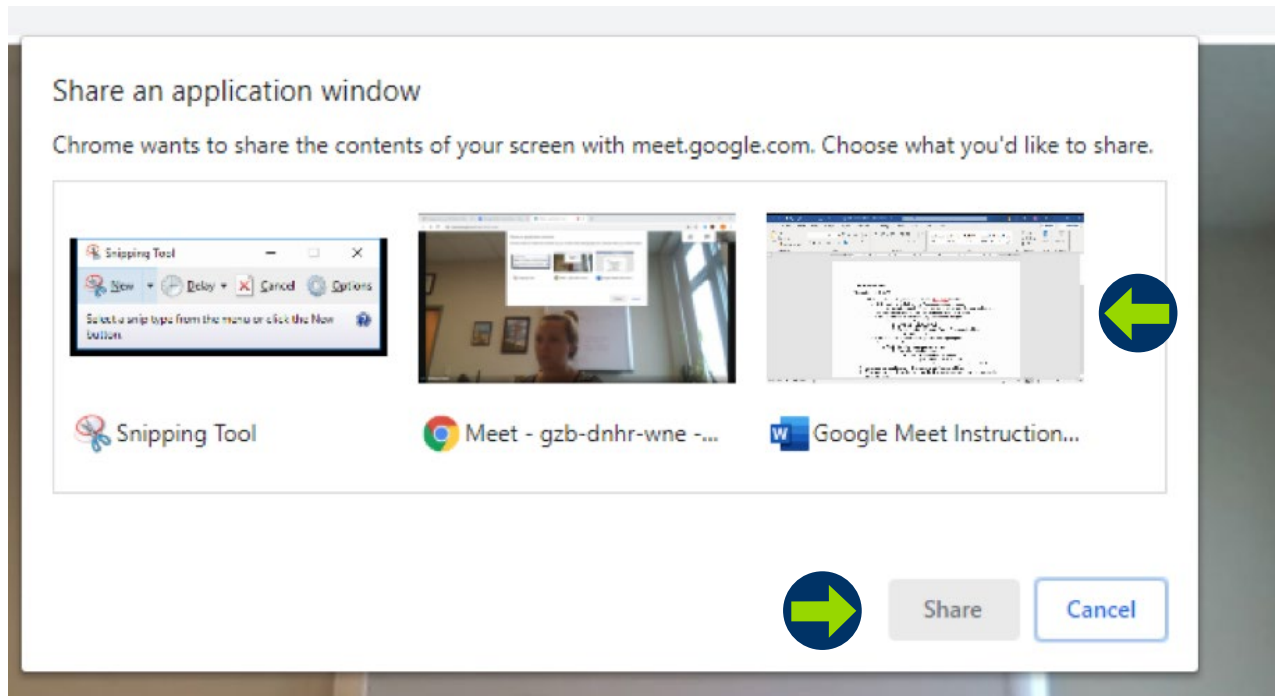 Share an application window
Chrome wants to share the contents of your screen with meet.google.com. Choose what you'd like to share.
Snipping Tool
New Delay Cancel Options
Select a snip type from the menu or click the New
button.
Snipping Tool
Meet - gzb-dnhr-wne -...
Google Meet Instruction...
Share
Cancel